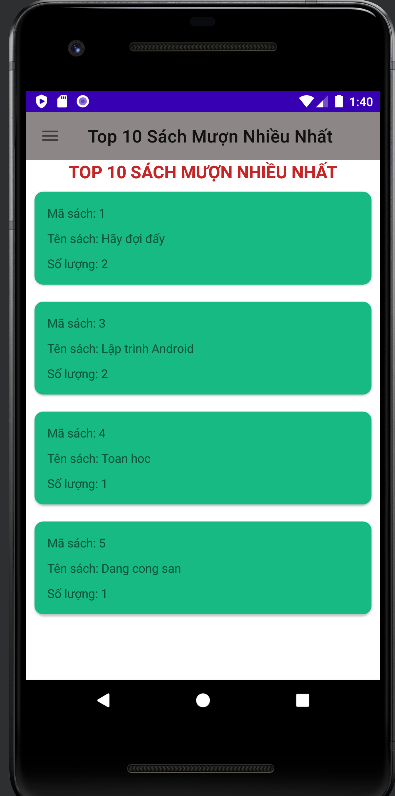 1:40
Top 10 Sách Mượn Nhiều Nhất
TOP 10 SÁCH MƯỢN NHIỀU NHẤT
Mã sách: 1
Tên sách: Hãy đợi đấy
Số lượng: 2
Mã sách: 3
Tên sách: Lập trình Android
Số lượng: 2
Mã sách: 4
Tên sách: Toan hoc
Số lượng: 1
Mã sách: 5
Tên sách: Dang cong san
Số lượng: 1